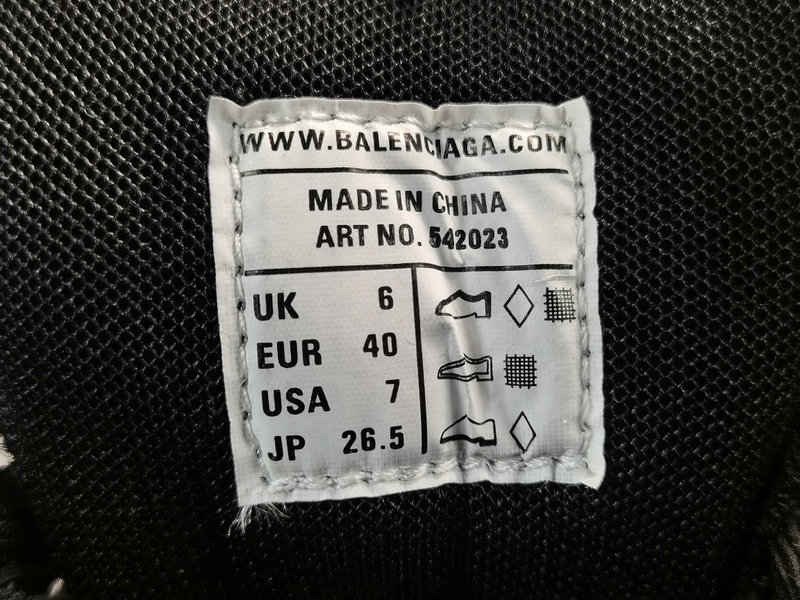 WWW.BALENCIAGA.COM
MADE IN CHINA
ART NO. 542023
UK 6
EUR 40
USA 7
JP 26.5